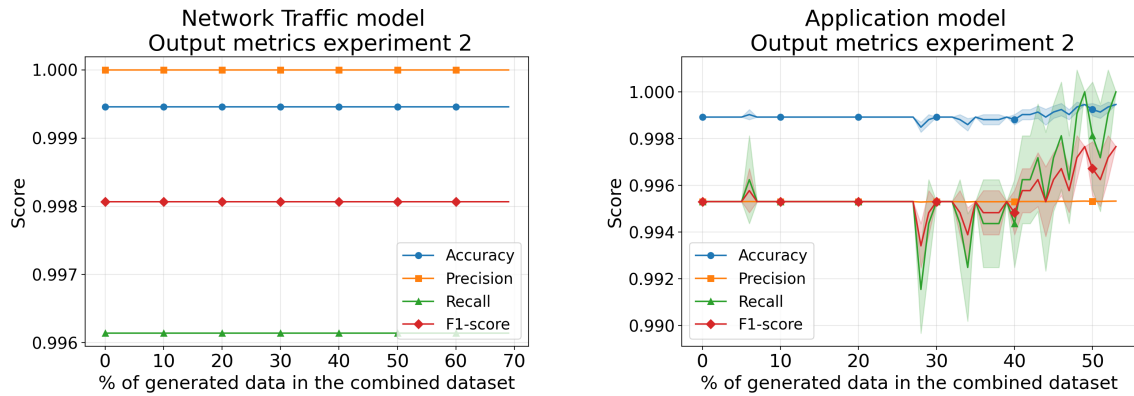 Network Traffic model
Output metrics experiment 2
1.000
0.999
0.998
0.997
0.996
Score
Accuracy
Precision
Recall
F1-score
0 10 20 30 40 50 60 70
% of generated data in the combined dataset
Application model
Output metrics experiment 2
1.000
0.998
0.996
0.994
0.992
0.990
Score
Accuracy
Precision
Recall
F1-score
0 10 20 30 40 50
% of generated data in the combined dataset